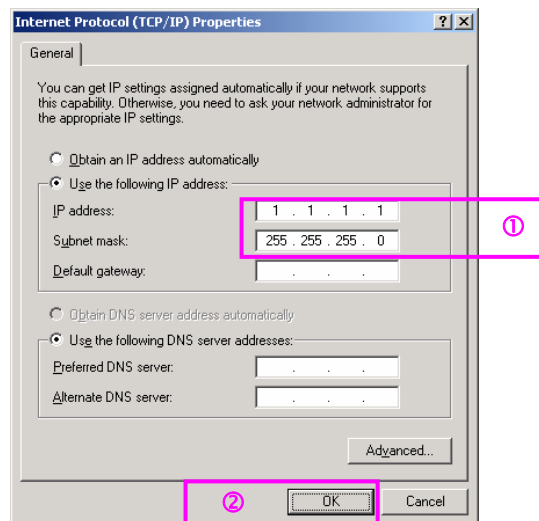 Internet Protocol (TCP/IP) Properties
General
You can get IP settings assigned automatically if your network supports
this capability. Otherwise, you need to ask your network administrator for
the appropriate IP settings.
Obtain an IP address automatically
Use the following IP address:
IP address: 1 . 1 . 1 . 1
①
Subnet mask: 255 . 255 . 255 . 0
Default gateway: . . .
Obtain DNS server address automatically
Use the following DNS server addresses:
Preferred DNS server: . . .
Alternate DNS server: . . .
Advanced...
② OK Cancel